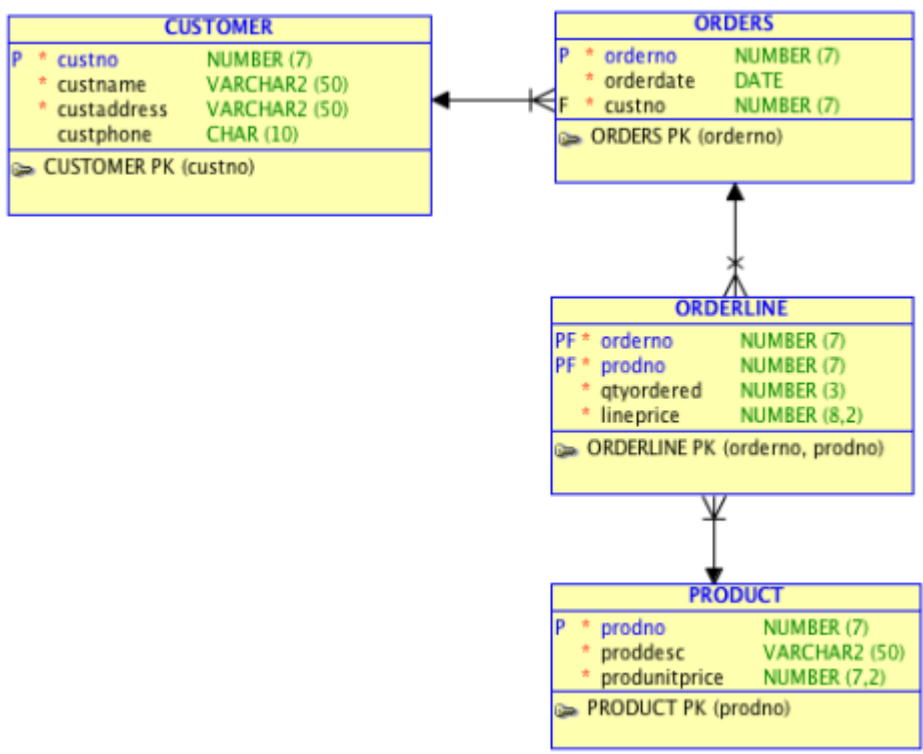 CUSTOMER
P * custno NUMBER (7)
* custname VARCHAR2 (50)
* custaddress VARCHAR2 (50)
custphone CHAR (10)
CUSTOMER PK (custno)
ORDERS
P * orderno NUMBER (7)
* orderdate DATE
F * custno NUMBER (7)
ORDERS PK (orderno)
ORDERLINE
PF * orderno NUMBER (7)
PF * prodno NUMBER (7)
* qtyordered NUMBER (3)
* lineprice NUMBER (8,2)
ORDERLINE PK (orderno, prodno)
PRODUCT
P * prodno NUMBER (7)
* proddesc VARCHAR2 (50)
* produnitprice NUMBER (7,2)
PRODUCT PK (prodno)